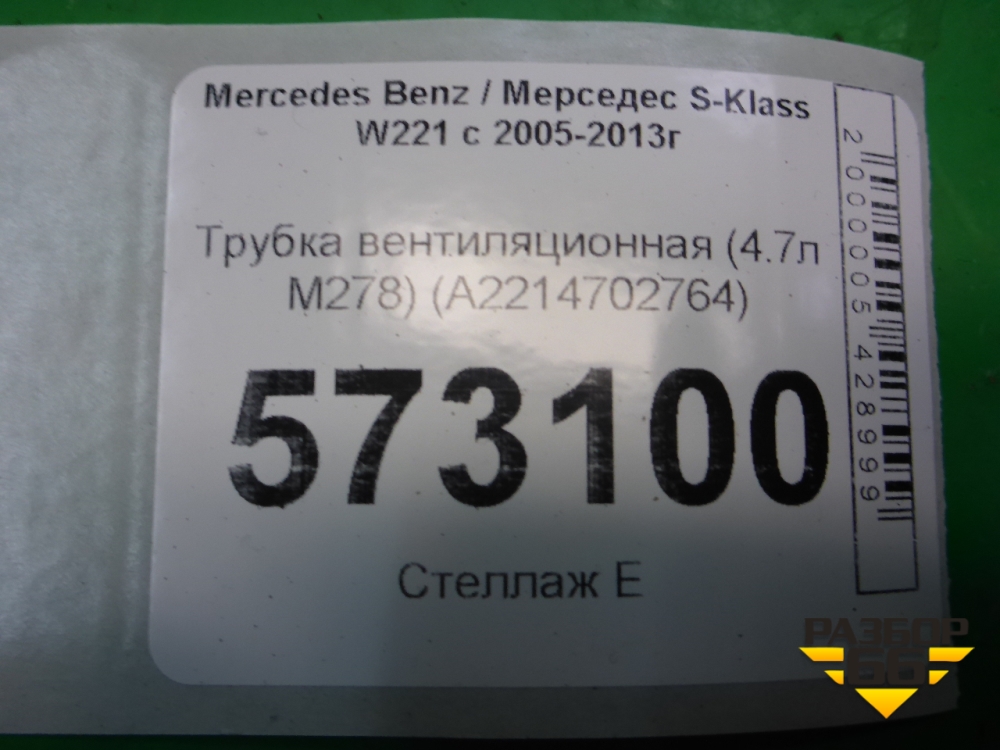 Mercedes Benz / Мерседес S-Klass
W221 с 2005-2013г
Трубка вентиляционная (4.7л
M278) (A2214702764)
573100
Стеллаж Е
2000005428999
РАЗБОР
66